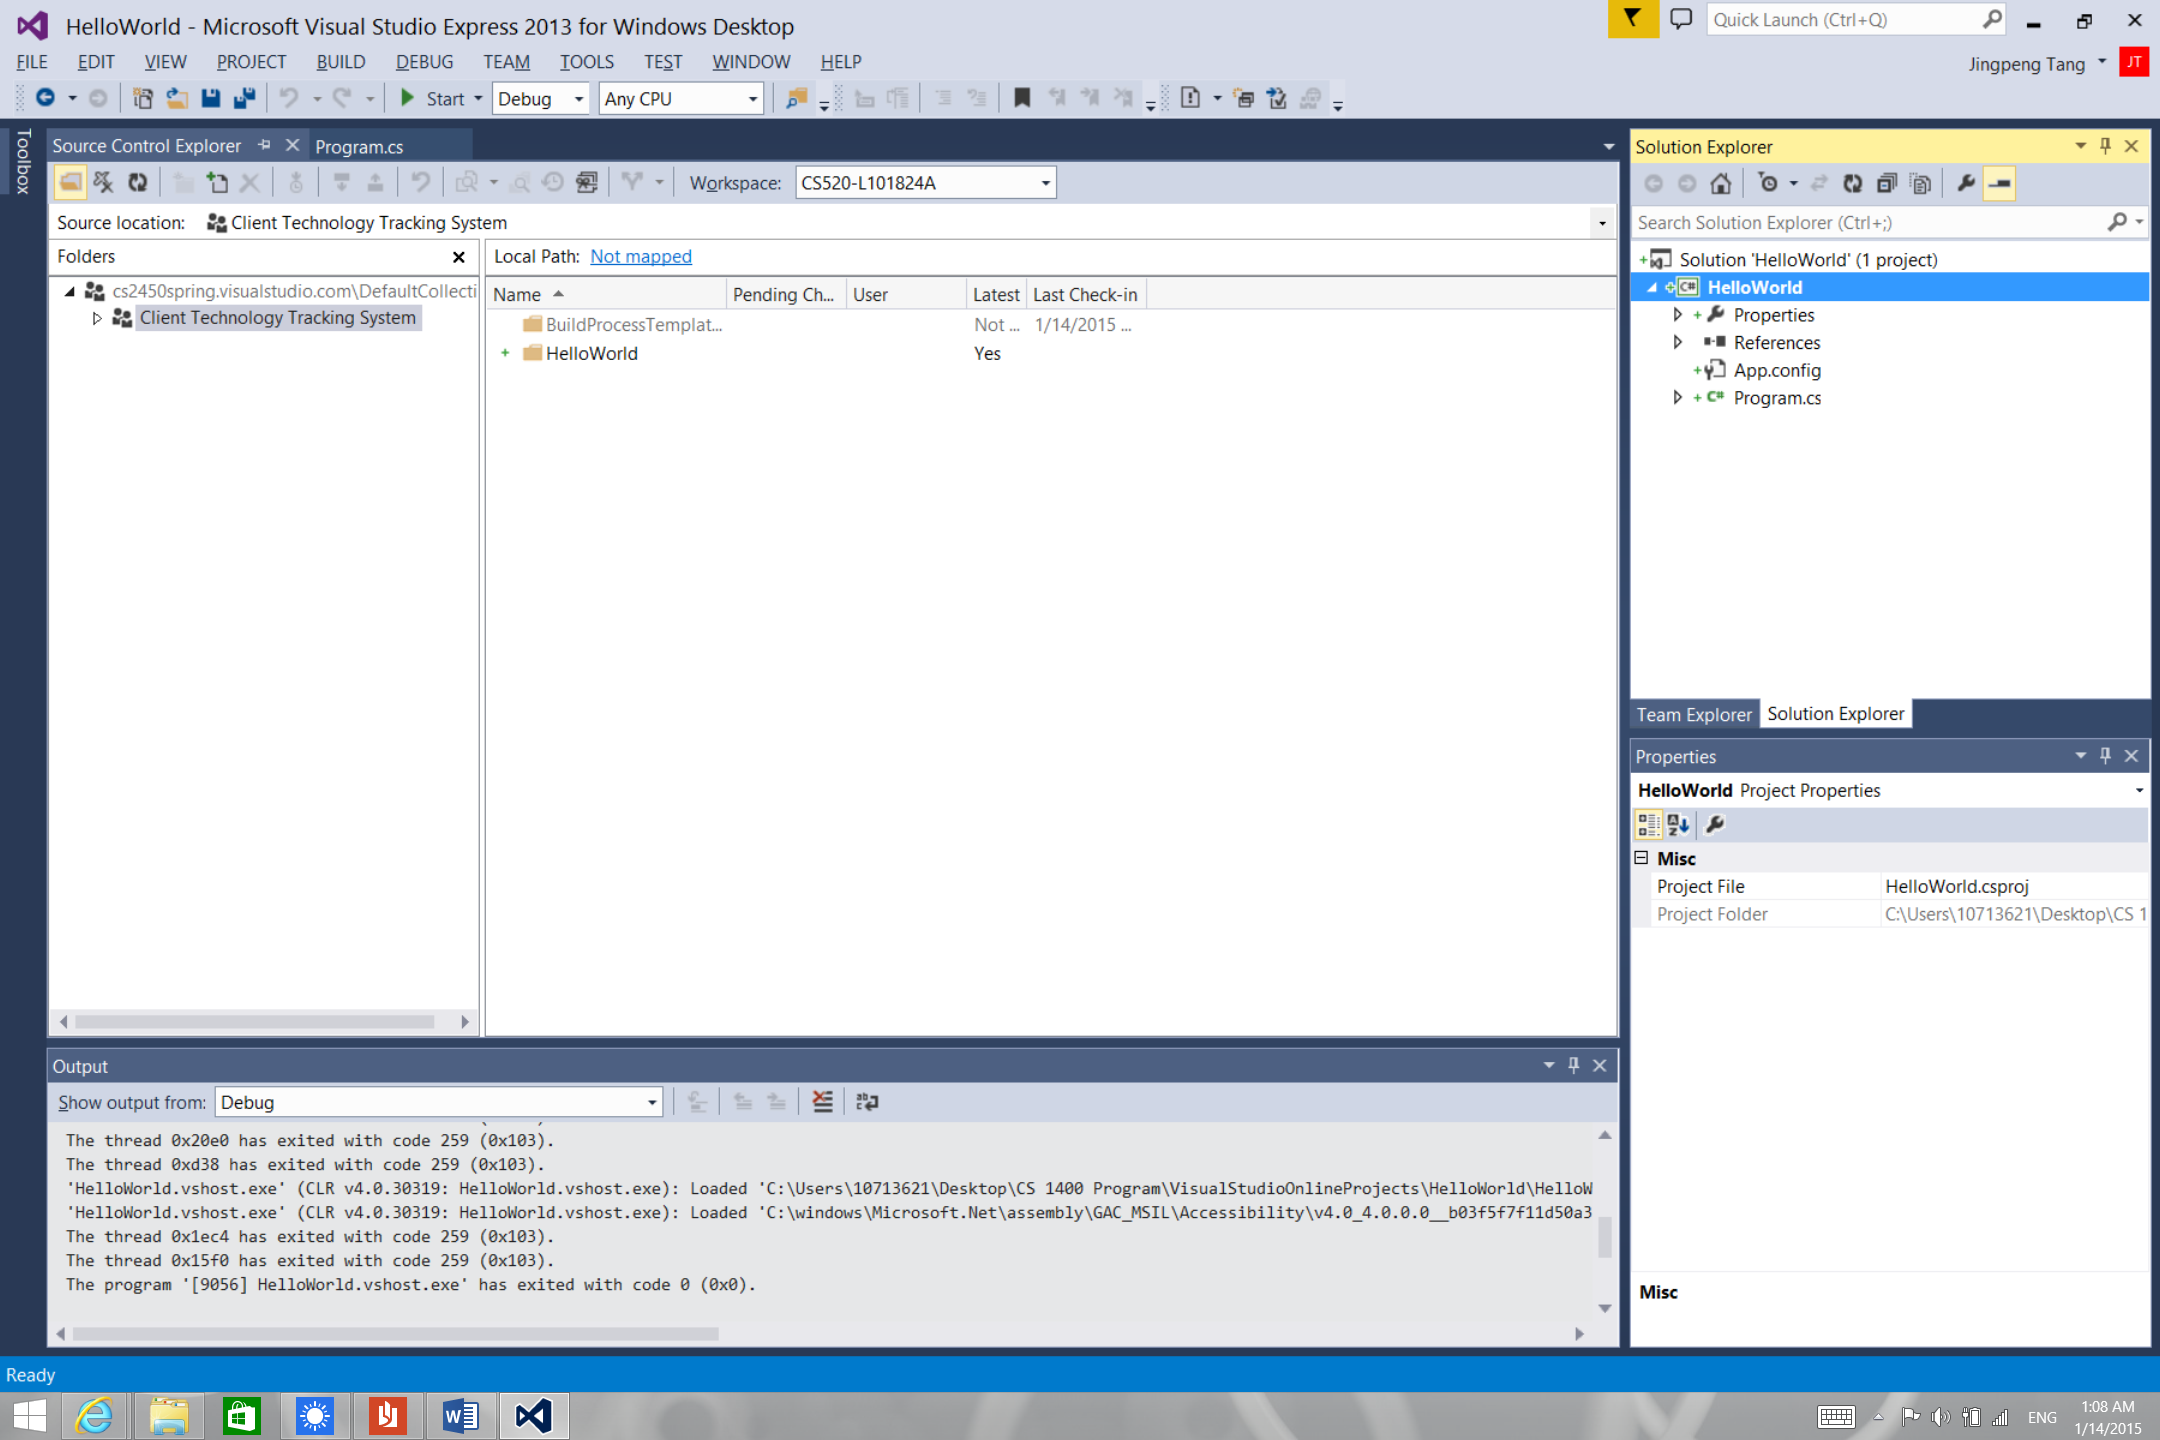 HelloWorld - Microsoft Visual Studio Express 2013 for Windows Desktop
Quick Launch (Ctrl+Q)
FILE EDIT VIEW PROJECT BUILD DEBUG TEAM TOOLS TEST WINDOW HELP
Jingpeng Tang JT
Start Debug Any CPU
Toolbox
Source Control Explorer Program.cs
Workspace: CS520-L101824A
Source location: Client Technology Tracking System
Folders
cs2450spring.visualstudio.com\DefaultCollecti
Client Technology Tracking System
Local Path: Not mapped
Name Pending Ch... User Latest Last Check-in
BuildProcessTemplat... Not ... 1/14/2015 ...
+ HelloWorld Yes
Solution Explorer
Search Solution Explorer (Ctrl+;)
Solution 'HelloWorld' (1 project)
HelloWorld
Properties
References
App.config
Program.cs
Team Explorer Solution Explorer
Properties
HelloWorld Project Properties
Misc
Project File HelloWorld.csproj
Project Folder C:\Users\10713621\Desktop\CS 1
Misc
Output
Show output from: Debug
The thread 0x20e0 has exited with code 259 (0x103).
The thread 0xd38 has exited with code 259 (0x103).
'HelloWorld.vshost.exe' (CLR v4.0.30319: HelloWorld.vshost.exe): Loaded 'C:\Users\10713621\Desktop\CS 1400 Program\VisualStudioOnlineProjects\HelloWorld\HelloW
'HelloWorld.vshost.exe' (CLR v4.0.30319: HelloWorld.vshost.exe): Loaded 'C:\windows\Microsoft.Net\assembly\GAC_MSIL\Accessibility\v4.0_4.0.0.0__b03f5f7f11d50a3
The thread 0x1ec4 has exited with code 259 (0x103).
The thread 0x15f0 has exited with code 259 (0x103).
The program '[9056] HelloWorld.vshost.exe' has exited with code 0 (0x0).
Ready
ENG
1:08 AM
1/14/2015